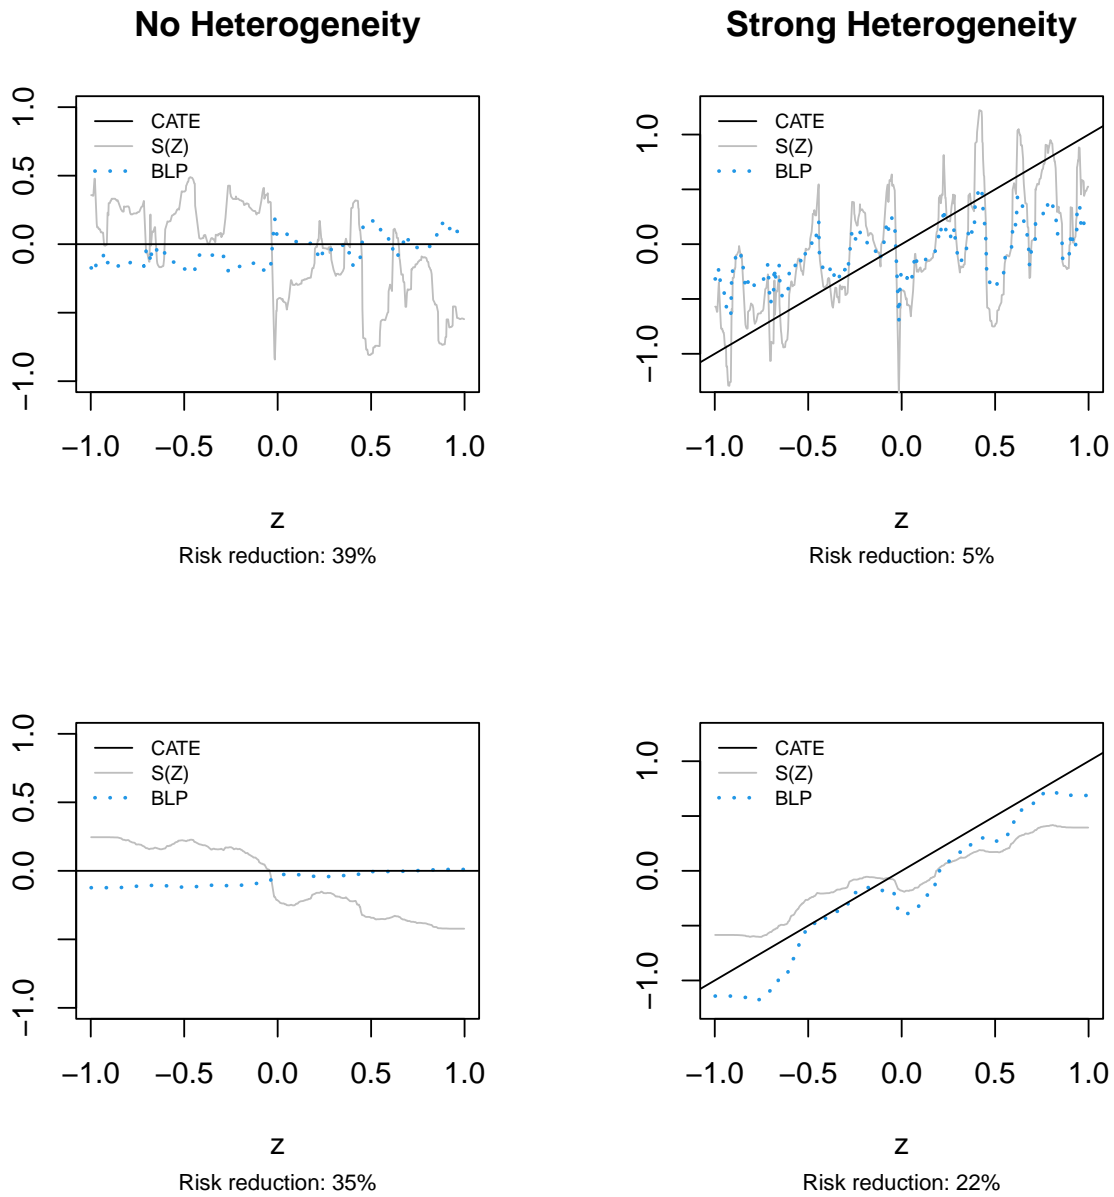 No Heterogeneity
Strong Heterogeneity
1.0
0.5
0.0
−1.0
CATE
S(Z)
BLP
−1.0 −0.5 0.0 0.5 1.0
z
Risk reduction: 39%
1.0
0.0
−1.0
CATE
S(Z)
BLP
−1.0 −0.5 0.0 0.5 1.0
z
Risk reduction: 5%
1.0
0.5
0.0
−1.0
CATE
S(Z)
BLP
−1.0 −0.5 0.0 0.5 1.0
z
Risk reduction: 35%
1.0
0.0
−1.0
CATE
S(Z)
BLP
−1.0 −0.5 0.0 0.5 1.0
z
Risk reduction: 22%